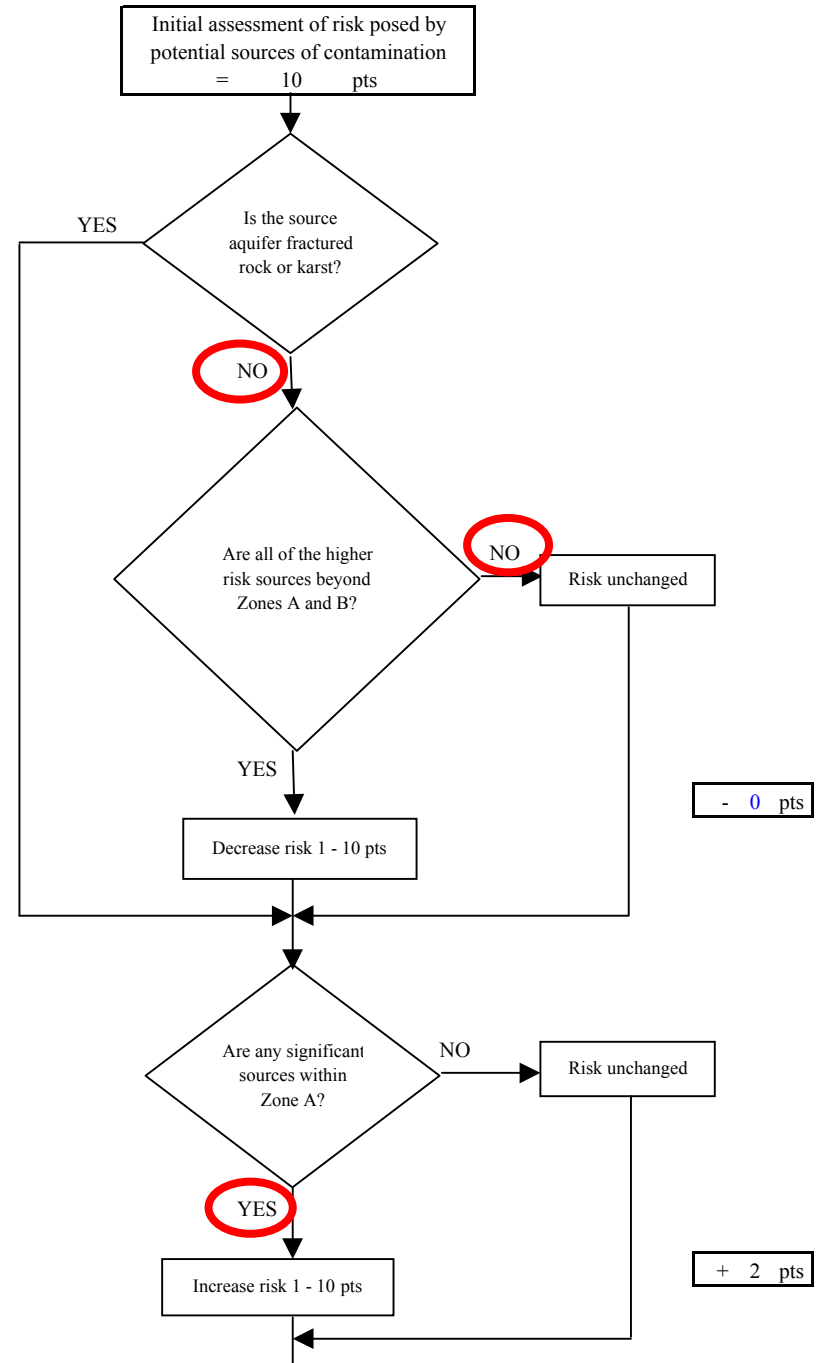 Initial assessment of risk posed by
potential sources of contamination
= 10 pts
YES
Is the source
aquifer fractured
rock or karst?
NO
Are all of the higher
risk sources beyond
Zones A and B?
NO
Risk unchanged
YES
- 0 pts
Decrease risk 1 - 10 pts
Are any significant
sources within
Zone A?
NO
Risk unchanged
YES
+ 2 pts
Increase risk 1 - 10 pts